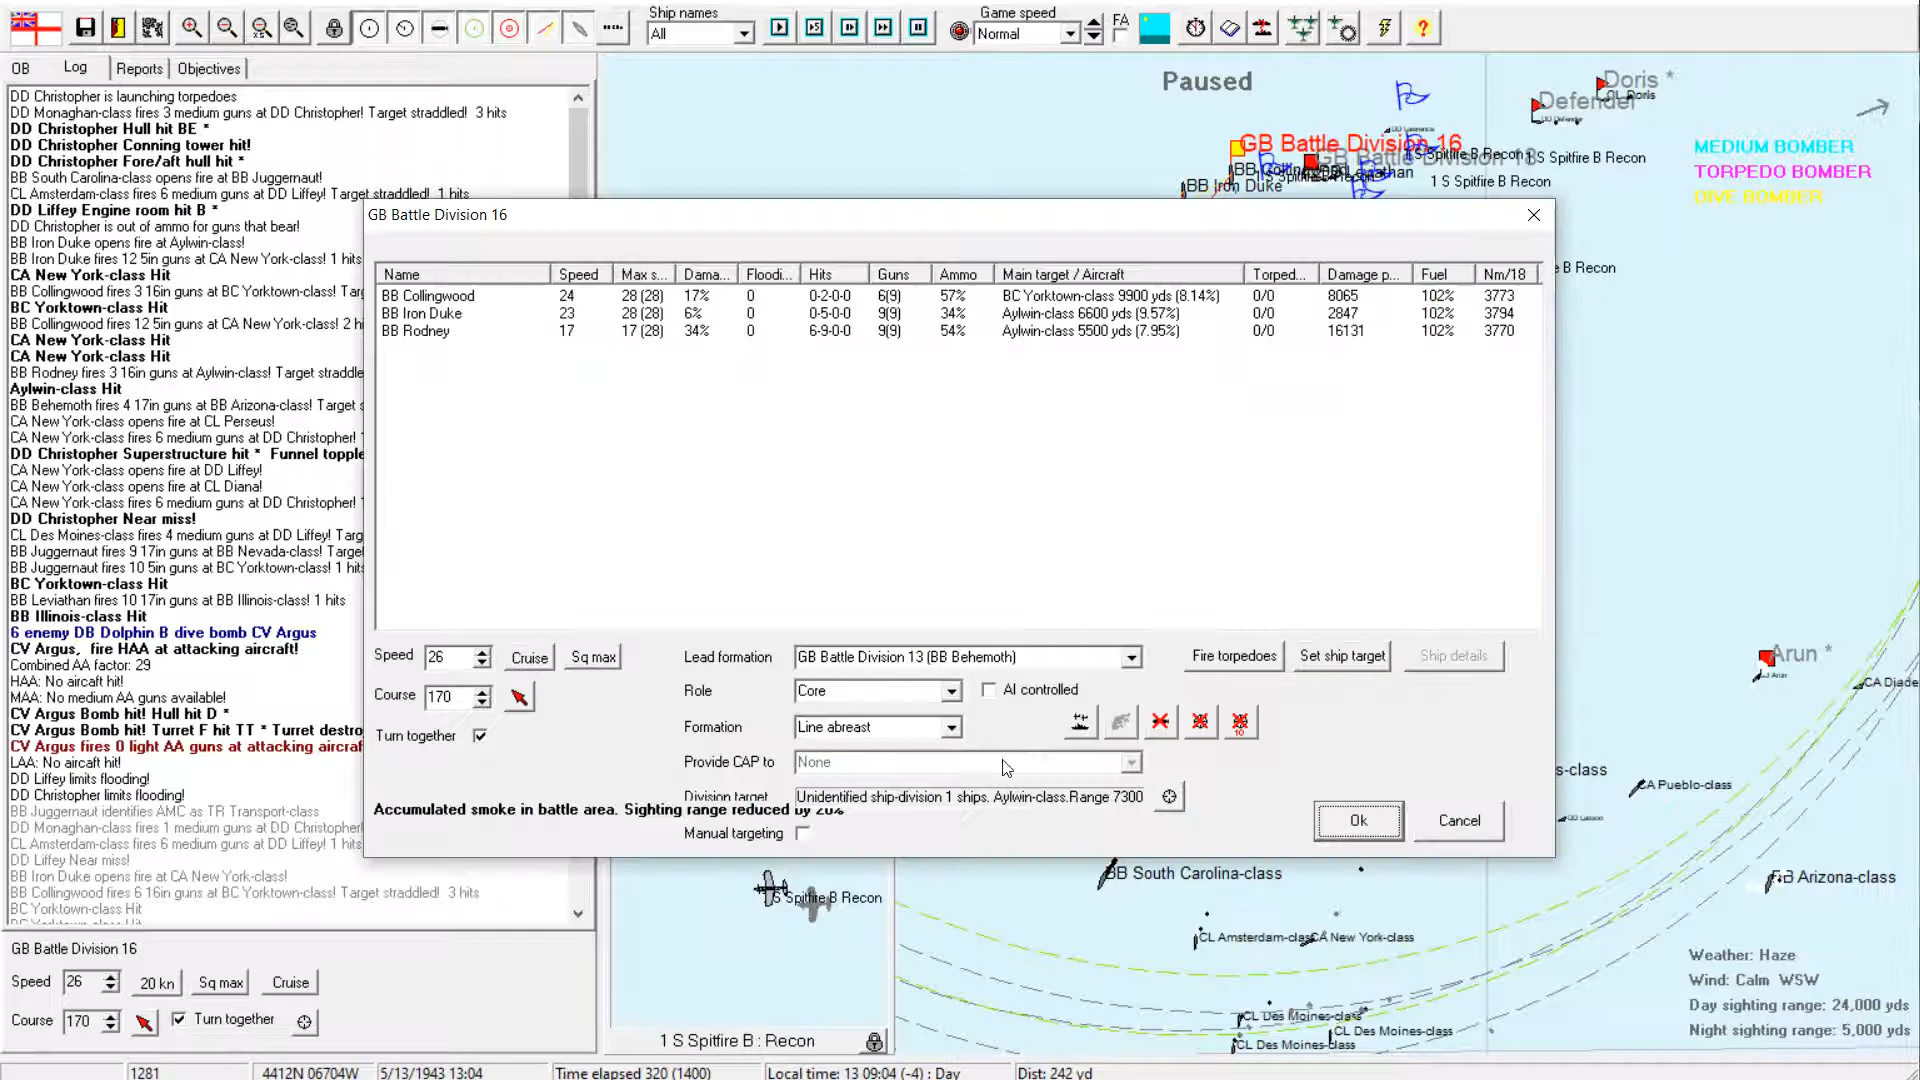 Ship names
All
Game speed
Normal
FA
OB
Log
Reports
Objectives
DD Christopher is launching torpedoes
DD Monaghan-class fires 3 medium guns at DD Christopher! Target straddled!  3 hits
DD Christopher Hull hit BE *
DD Christopher Conning tower hit!
DD Christopher Fore/aft hull hit *
BB South Carolina-class opens fire at BB Juggernaut!
CL Amsterdam-class fires 6 medium guns at DD Liffey! Target straddled!  1 hits
DD Liffey Engine room hit B *
DD Christopher is out of ammo for guns that bear!
BB Iron Duke opens fire at Aylwin-class!
BB Iron Duke fires 12 5in guns at CA New York-class! 1 hits
CA New York-class Hit
BB Collingwood fires 3 16in guns at BC Yorktown-class! Targ
BC Yorktown-class Hit
BB Collingwood fires 12 5in guns at CA New York-class! 2 hi
CA New York-class Hit
CA New York-class Hit
BB Rodney fires 3 16in guns at Aylwin-class! Target straddle
Aylwin-class Hit
BB Behemoth fires 4 17in guns at BB Arizona-class! Target s
CA New York-class opens fire at CL Perseus!
CA New York-class fires 6 medium guns at DD Christopher!
DD Christopher Superstructure hit *  Funnel topple
CA New York-class opens fire at DD Liffey!
CA New York-class opens fire at CL Diana!
CA New York-class fires 6 medium guns at DD Christopher!
DD Christopher Near miss!
CL Des Moines-class fires 4 medium guns at DD Liffey! Targ
BB Juggernaut fires 9 17in guns at BB Nevada-class! Target
BB Juggernaut fires 10 5in guns at BC Yorktown-class! 1 h
BC Yorktown-class Hit
BB Leviathan fires 10 17in guns at BB Illinois-class! 1 hits
BB Illinois-class Hit
6 enemy DB Dolphin B dive bomb CV Argus
CV Argus,  fire HAA at attacking aircraft!
Combined AA factor: 29
HAA: No aircraft hit!
MAA: No medium AA guns available!
CV Argus Bomb hit! Hull hit D *
CV Argus Bomb hit! Turret F hit TT * Turret destro
CV Argus fires 0 light AA guns at attacking aircraf
LAA: No aircaft hit!
DD Liffey limits flooding!
DD Christopher limits flooding!
BB Juggernaut identifies AMC as TR Transport-class
DD Monaghan-class fires 1 medium guns at DD Christopher!
CL Amsterdam-class fires 6 medium guns at DD Liffey! 1 hits
DD Liffey Near miss!
BB Iron Duke opens fire at CA New York-class!
BB Collingwood fires 6 16in guns at BC Yorktown-class! Target straddled!  3 hits
BC Yorktown-class Hit
GB Battle Division 16
Speed 26 20 kn Sq max Cruise
Course 170 Turn together
Paused
Doris *
CL Doris
Defender
DD Defender
GB Battle Division 16
BB Iron Duke
1 S Spitfire B Recon
1 S Spitfire B Recon
MEDIUM BOMBER
TORPEDO BOMBER
DIVE BOMBER
e B Recon
GB Battle Division 16
Name Speed Max s... Dama... Floodi... Hits Guns Ammo Main target / Aircraft Torped... Damage p... Fuel Nm/18
BB Collingwood 24 28 (28) 17% 0 0-2-0-0 6(9) 57% BC Yorktown-class 9900 yds (8.14%) 0/0 8065 102% 3773
BB Iron Duke 23 28 (28) 6% 0 0-5-0-0 9(9) 34% Aylwin-class 6600 yds (9.57%) 0/0 2847 102% 3794
BB Rodney 17 17 (28) 34% 0 6-9-0-0 9(9) 54% Aylwin-class 5500 yds (7.95%) 0/0 16131 102% 3770
Speed 26 Cruise Sq max
Course 170
Turn together
Lead formation GB Battle Division 13 (BB Behemoth)
Role Core AI controlled
Formation Line abreast
Provide CAP to None
Division target Unidentified ship-division 1 ships. Aylwin-class.Range 7300
Accumulated smoke in battle area. Sighting range reduced by 20%
Manual targeting
Fire torpedoes Set ship target Ship details
10
Ok Cancel
Arun *
CA Diade
s-class
CA Pueblo-class
BB South Carolina-class
B Arizona-class
S Spitfire B Recon
CL Amsterdam-class
CA New York-class
CL Des Moines-class
CL Des Moines-class
CL Des Moines-class
Weather: Haze
Wind: Calm  WSW
Day sighting range: 24,000 yds
Night sighting range: 5,000 yds
1 S Spitfire B : Recon
1281
4412N 06704W
5/13/1943 13:04
Time elapsed 320 (1400)
Local time: 13 09:04 (-4) : Day
Dist: 242 yd